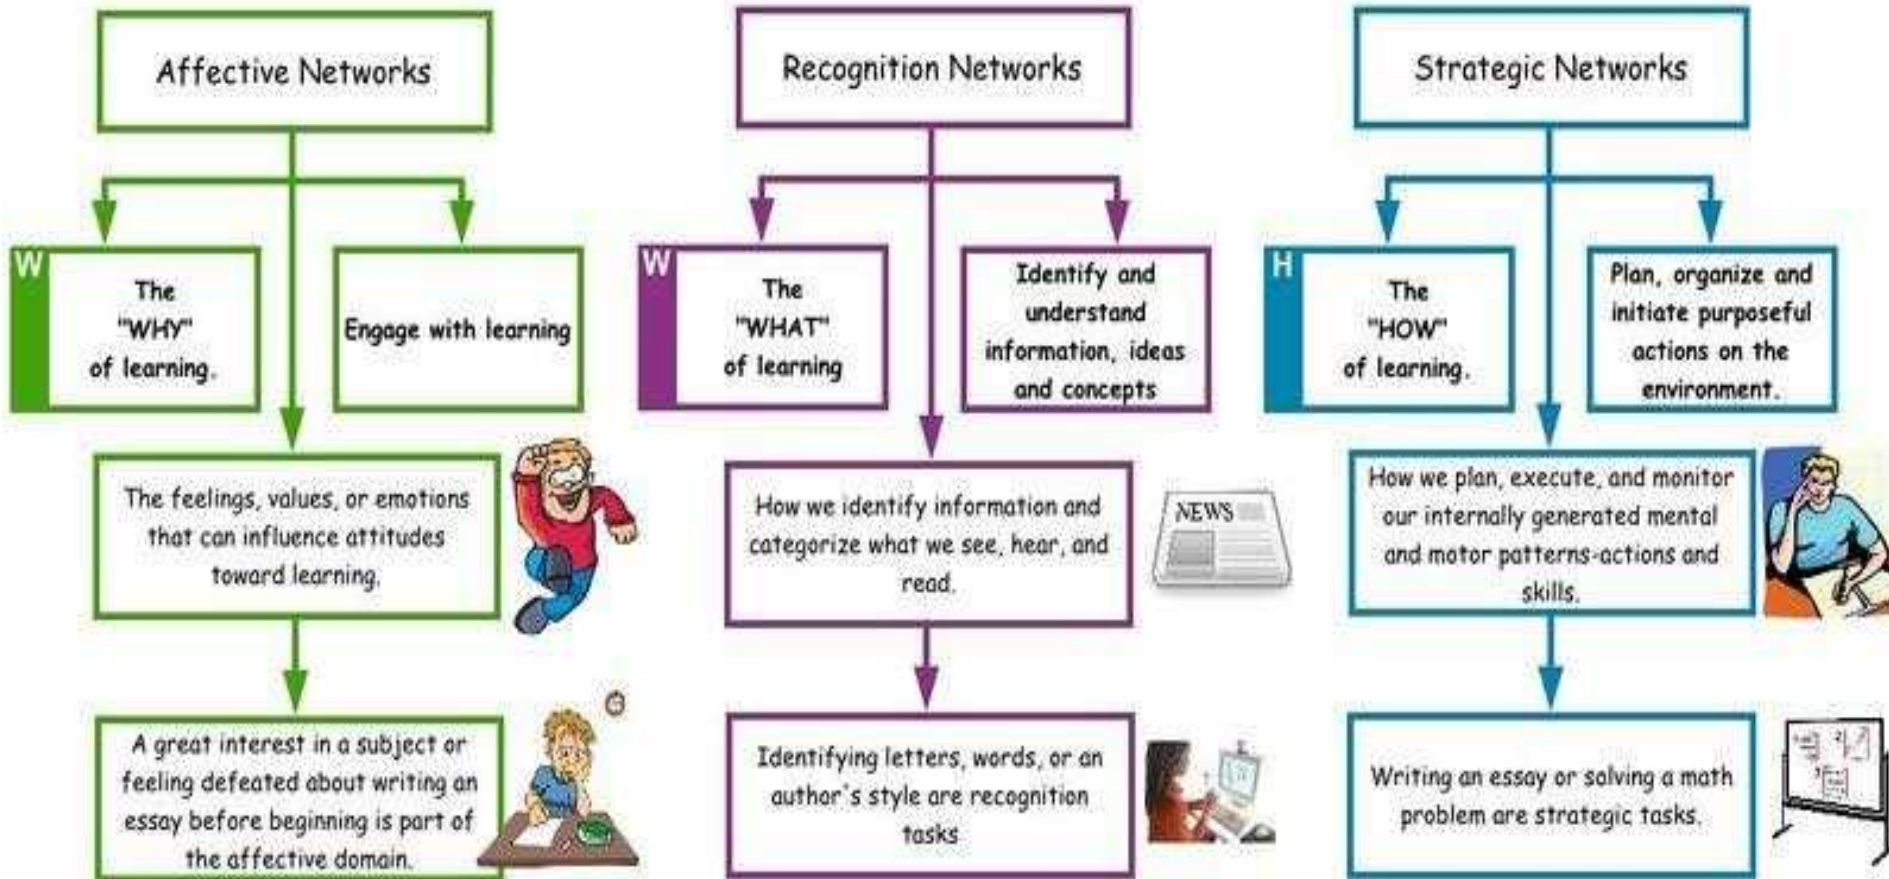 Affective Networks
W
The
"WHY"
of learning.
Engage with learning
The feelings, values, or emotions
that can influence attitudes
toward learning.
A great interest in a subject or
feeling defeated about writing an
essay before beginning is part of
the affective domain.
Recognition Networks
W
The
"WHAT"
of learning
Identify and
understand
information, ideas
and concepts
How we identify information and
categorize what we see, hear, and
read.
NEWS
Identifying letters, words, or an
author's style are recognition
tasks
Strategic Networks
H
The
"HOW"
of learning.
Plan, organize and
initiate purposeful
actions on the
environment.
How we plan, execute, and monitor
our internally generated mental
and motor patterns-actions and
skills.
Writing an essay or solving a math
problem are strategic tasks.